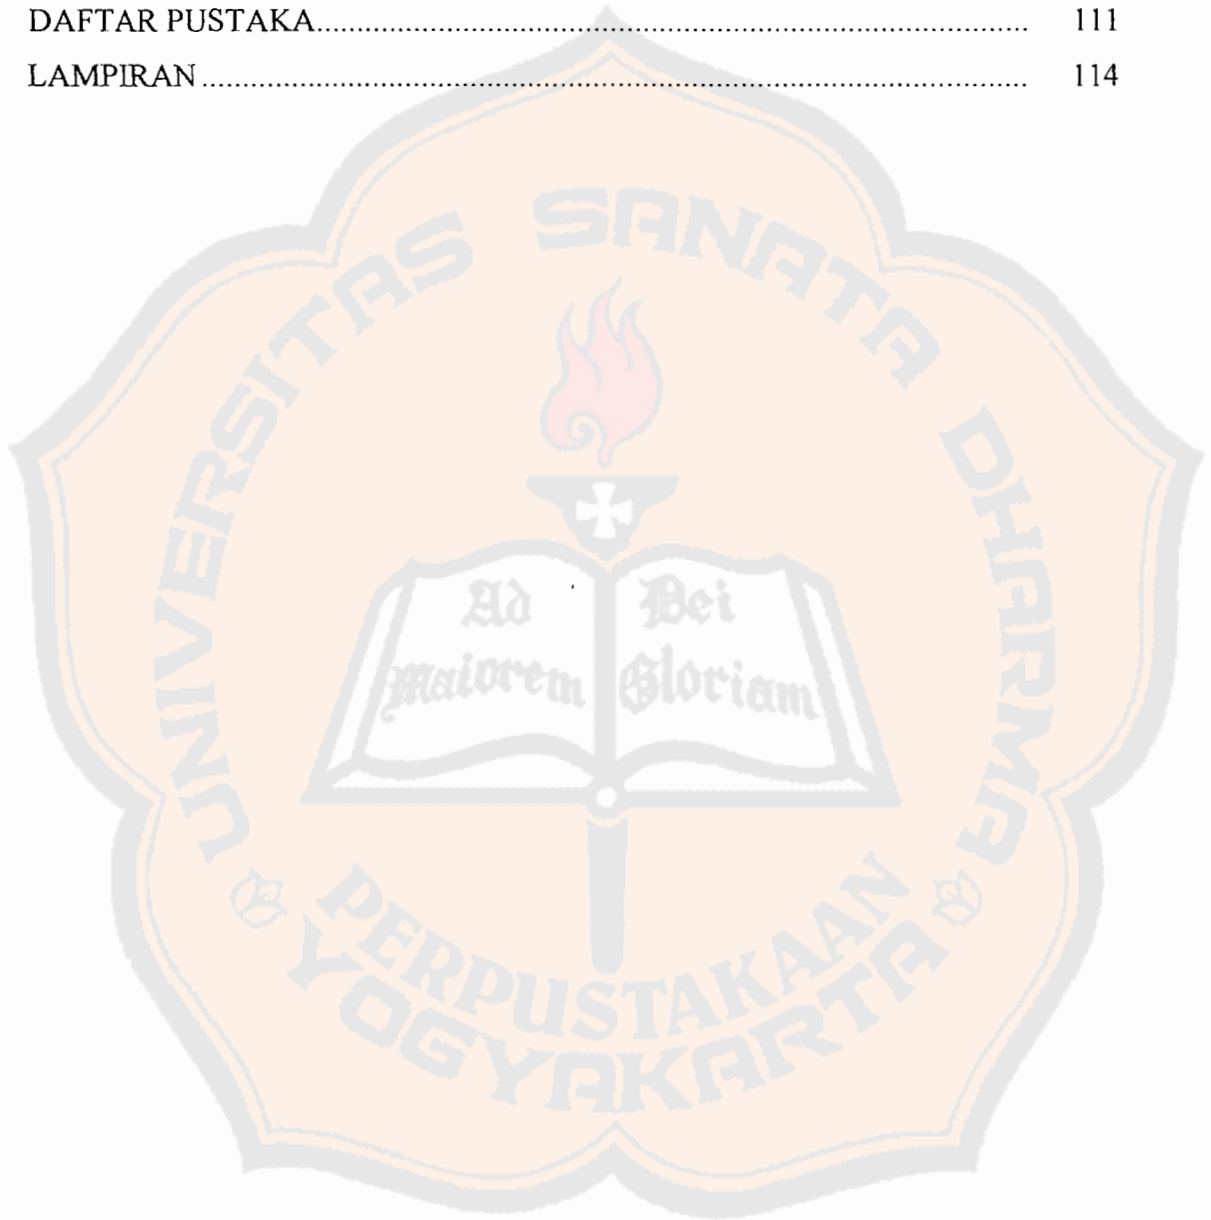 DAFTAR PUSTAKA.......................................................................................... 111
LAMPIRAN........................................................................................................ 114
UNIVERSITAS SANATA DHARMA
Ad Dei
Maiorem Gloriam
PERPUSTAKAAN
YOGYAKARTA